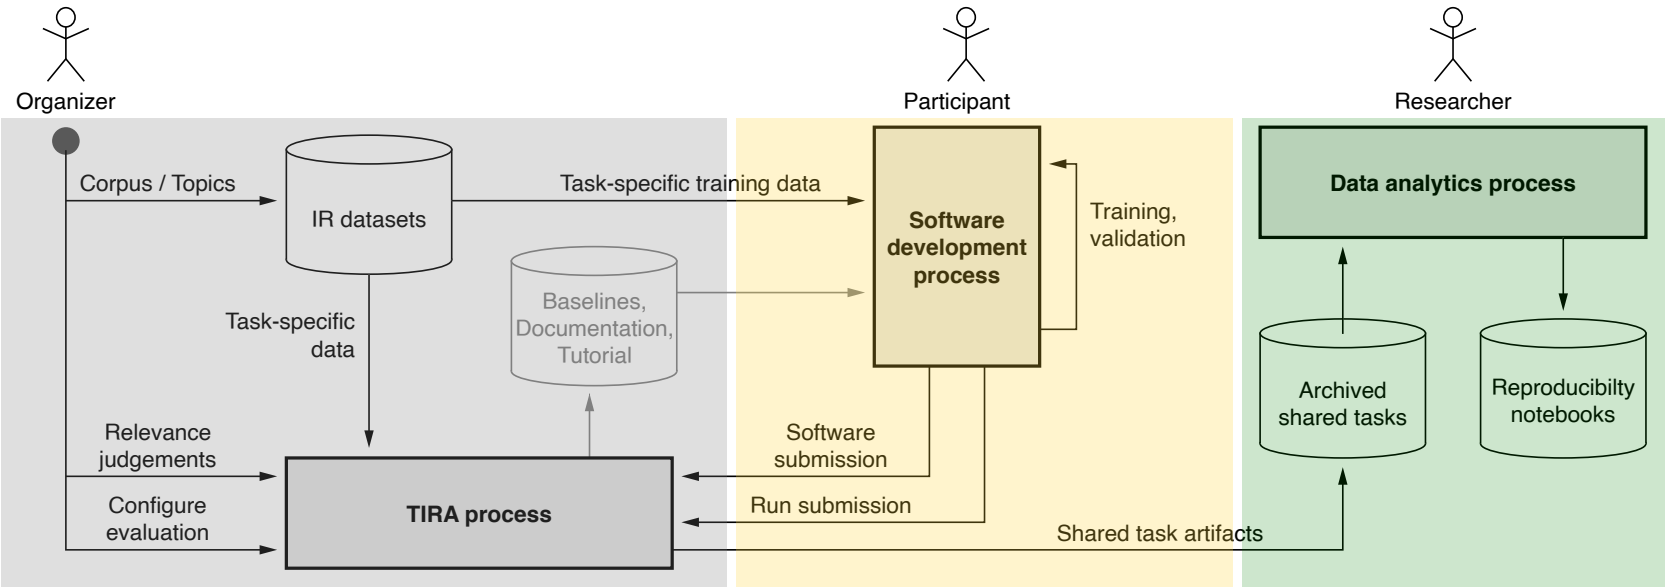 Organizer
Participant
Researcher
Corpus / Topics
IR datasets
Task-specific training data
Software
development
process
Training,
validation
Data analytics process
Baselines,
Documentation,
Tutorial
Task-specific
data
Archived
shared tasks
Reproducibilty
notebooks
Relevance
judgements
Software
submission
Configure
evaluation
TIRA process
Run submission
Shared task artifacts